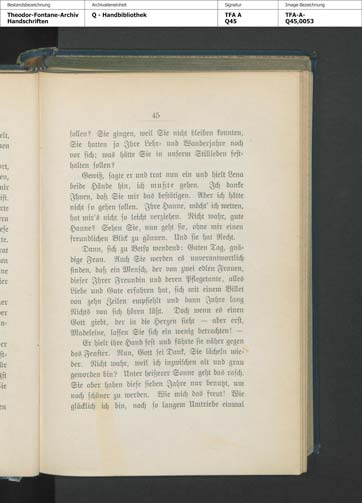 Bestandsbezeichnung
Archivalieneinheit
Signatur
Image-Bezeichnung
Theodor-Fontane-Archiv
Handschriften
Q - Handbibliothek
TFA A
Q45
TFA-A-
Q45,0053
45
sollen? Sie gingen, weil Sie nicht bleiben konnten,
Sie hatten ja Ihre Lehr- und Wanderjahre noch
vor sich; was hätte Sie in unserm Stillleben fest-
halten sollen?
Gewiß, sagte er und trat nun ein und hielt Lena
beide Hände hin, ich mußte gehen. Ich danke
Ihnen, daß Sie mir das bestätigen. Aber ich hätte
nicht so gehen sollen. Ihre Hanne, möcht' ich wetten,
hat mir's nicht so leicht verziehen. Nicht wahr, gute
Hanne? Sehen Sie, nun geht sie, ohne mir einen
freundlichen Blick zu gönnen. Und sie hat Recht.
Dann, sich zu Betsy wendend: Guten Tag, gnä-
dige Frau. Auch Sie werden es unverantwortlich
finden, daß ein Mensch, der von zwei edlen Frauen,
dieser Ihrer Freundin und deren Pflegetante, alles
Liebe und Gute erfahren hat, sich mit einem Billet
von zehn Zeilen empfiehlt und dann Jahre lang
Nichts von sich hören läßt. Doch wenn es einen
Gott giebt, der in die Herzen sieht — aber erst,
Madeleine, lassen Sie sich ein wenig betrachten! —
Er hielt ihre Hand fest und führte sie näher gegen
das Fenster. Nun, Gott sei Dank, Sie lächeln wie-
der. Nicht wahr, weil ich inzwischen alt und grau
geworden bin? Unter heißerer Sonne geht das rasch.
Sie aber haben diese sieben Jahre nur benutzt, um
noch schöner zu werden. Wie mich das freut! Wie
glücklich ich bin, nach so langem Umtriebe einmal